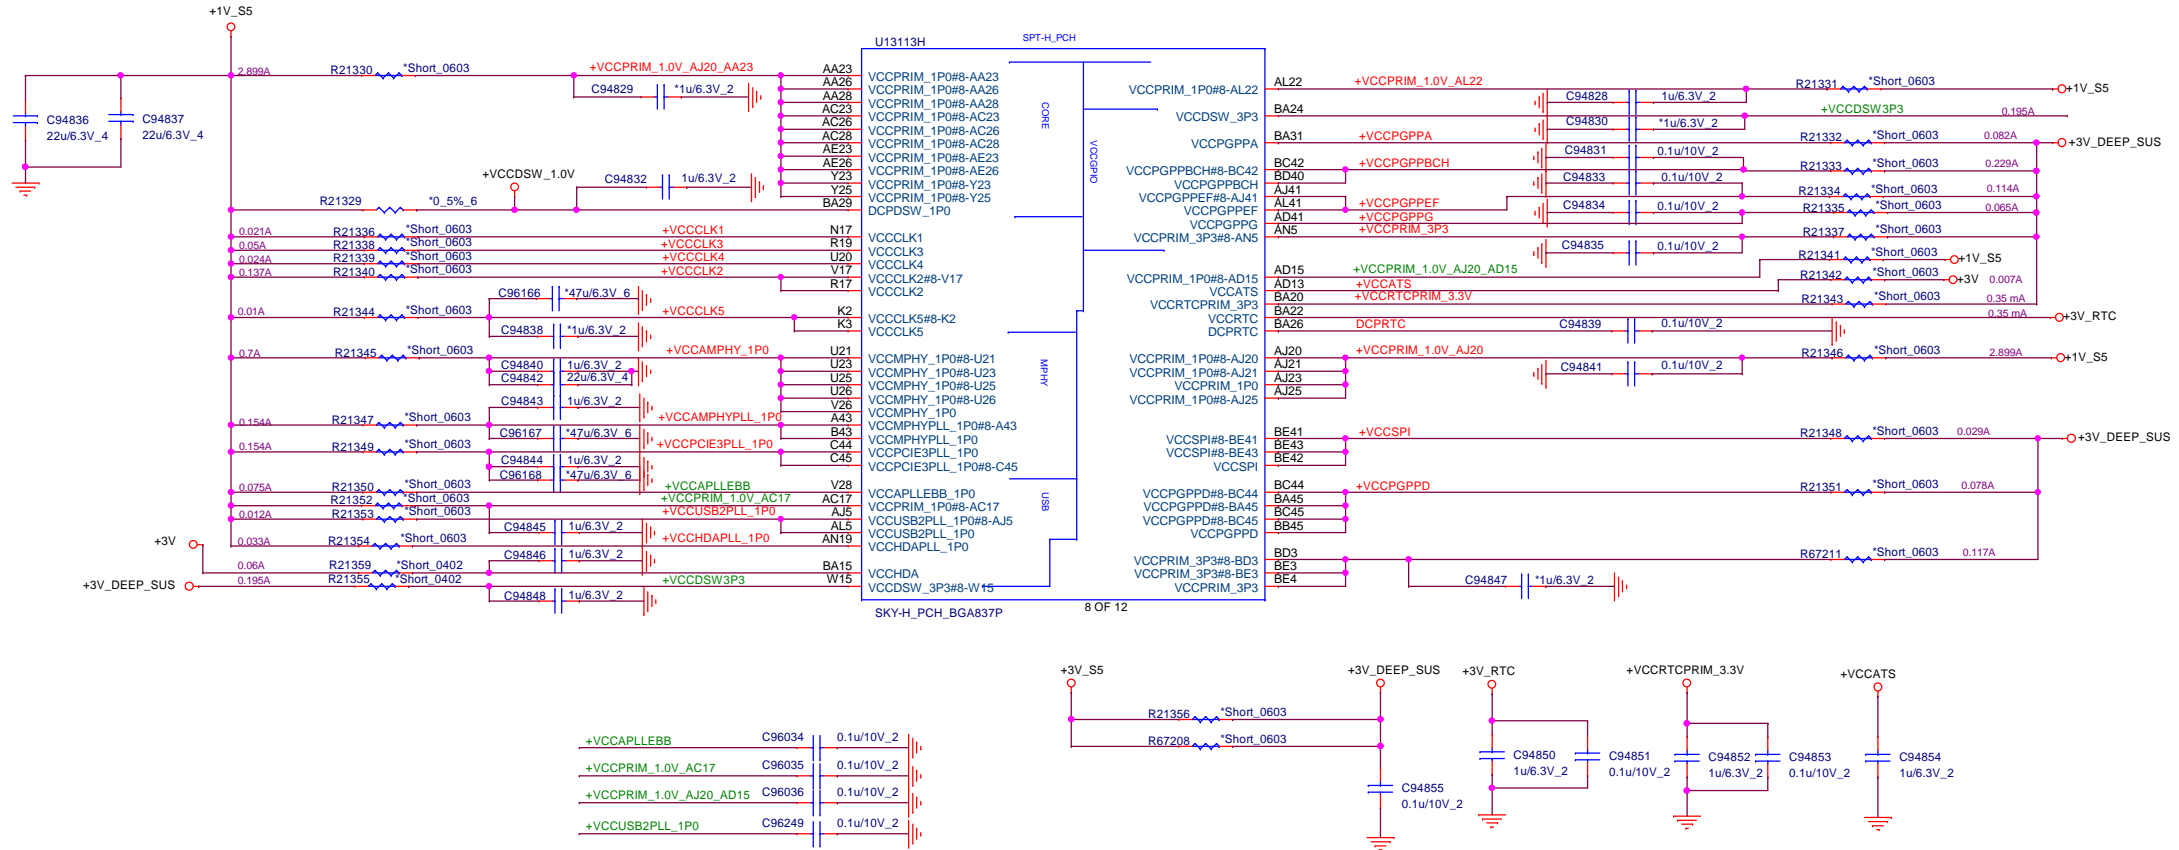 +1V_S5
U13113H
SPT-H_PCH
2.899A
R21330
*Short_0603
+VCCPRIM_1.0V_AJ20_AA23
C94829
*1u/6.3V_2
C94836
22u/6.3V_4
C94837
22u/6.3V_4
+VCCDSW_1.0V
C94832
1u/6.3V_2
R21329
*0_5%_6
0.021A
R21336
*Short_0603
+VCCCLK1
0.05A
R21338
*Short_0603
+VCCCLK3
0.024A
R21339
*Short_0603
+VCCCLK4
0.137A
R21340
*Short_0603
+VCCCLK2
C96166
*47u/6.3V_6
0.01A
R21344
*Short_0603
+VCCCLK5
C94838
*1u/6.3V_2
0.7A
R21345
*Short_0603
+VCCAMPHY_1P0
C94840
1u/6.3V_2
C94842
22u/6.3V_4
C94843
1u/6.3V_2
0.154A
R21347
*Short_0603
+VCCAMPHYPLL_1P0
C96167
*47u/6.3V_6
0.154A
R21349
*Short_0603
+VCCPCIE3PLL_1P0
C94844
1u/6.3V_2
C96168
*47u/6.3V_6
0.075A
R21350
*Short_0603
+VCCAPLLEBB
R21352
*Short_0603
+VCCPRIM_1.0V_AC17
0.012A
R21353
*Short_0603
+VCCUSB2PLL_1P0
C94845
1u/6.3V_2
+3V
0.033A
R21354
*Short_0603
+VCCHDAPLL_1P0
C94846
1u/6.3V_2
0.06A
R21359
*Short_0402
+3V_DEEP_SUS
0.195A
R21355
*Short_0402
+VCCDSW3P3
C94848
1u/6.3V_2
AA23
VCCPRIM_1P0#8-AA23
AA26
VCCPRIM_1P0#8-AA26
AA28
VCCPRIM_1P0#8-AA28
AC23
VCCPRIM_1P0#8-AC23
AC26
VCCPRIM_1P0#8-AC26
AC28
VCCPRIM_1P0#8-AC28
AE23
VCCPRIM_1P0#8-AE23
AE26
VCCPRIM_1P0#8-AE26
Y23
VCCPRIM_1P0#8-Y23
Y25
VCCPRIM_1P0#8-Y25
BA29
DCPDSW_1P0
N17
VCCCLK1
R19
VCCCLK3
U20
VCCCLK4
V17
VCCCLK2#8-V17
R17
VCCCLK2
K2
VCCCLK5#8-K2
K3
VCCCLK5
U21
VCCMPHY_1P0#8-U21
U23
VCCMPHY_1P0#8-U23
U25
VCCMPHY_1P0#8-U25
U26
VCCMPHY_1P0#8-U26
V26
VCCMPHY_1P0
A43
VCCMPHYPLL_1P0#8-A43
B43
VCCMPHYPLL_1P0
C44
VCCPCIE3PLL_1P0
C45
VCCPCIE3PLL_1P0#8-C45
V28
VCCAPLLEBB_1P0
AC17
VCCPRIM_1P0#8-AC17
AJ5
VCCUSB2PLL_1P0#8-AJ5
AL5
VCCUSB2PLL_1P0
AN19
VCCHDAPLL_1P0
BA15
VCCHDA
W15
VCCDSW_3P3#8-W15
CORE
VCCGPIO
MPHY
USB
VCCPRIM_1P0#8-AL22
AL22
VCCDSW_3P3
BA24
VCCPGPPA
BA31
VCCPGPPBCH#8-BC42
BC42
VCCPGPPBCH
BD40
VCCPGPPEF#8-AJ41
AJ41
VCCPGPPEF
AL41
VCCPGPPG
AD41
VCCPRIM_3P3#8-AN5
AN5
VCCPRIM_1P0#8-AD15
AD15
VCCATS
AD13
VCCRTCPRIM_3P3
BA20
VCCRTC
BA22
DCPRTC
BA26
VCCPRIM_1P0#8-AJ20
AJ20
VCCPRIM_1P0#8-AJ21
AJ21
VCCPRIM_1P0
AJ23
VCCPRIM_1P0#8-AJ25
AJ25
VCCSPI#8-BE41
BE41
VCCSPI#8-BE43
BE43
VCCSPI
BE42
VCCPGPPD#8-BC44
BC44
VCCPGPPD#8-BA45
BA45
VCCPGPPD#8-BC45
BC45
VCCPGPPD
BB45
VCCPRIM_3P3#8-BD3
BD3
VCCPRIM_3P3#8-BE3
BE3
VCCPRIM_3P3
BE4
SKY-H_PCH_BGA837P
8 OF 12
+VCCPRIM_1.0V_AL22
R21331
*Short_0603
+1V_S5
C94828
1u/6.3V_2
+VCCDSW3P3
0.195A
C94830
*1u/6.3V_2
+VCCPGPPA
R21332
*Short_0603
0.082A
+3V_DEEP_SUS
C94831
0.1u/10V_2
+VCCPGPPBCH
R21333
*Short_0603
0.229A
C94833
0.1u/10V_2
R21334
*Short_0603
0.114A
+VCCPGPPEF
C94834
0.1u/10V_2
R21335
*Short_0603
0.065A
+VCCPGPPG
+VCCPRIM_3P3
R21337
*Short_0603
C94835
0.1u/10V_2
R21341
*Short_0603
+1V_S5
+VCCPRIM_1.0V_AJ20_AD15
R21342
*Short_0603
+3V
0.007A
+VCCATS
+VCCRTCPRIM_3.3V
R21343
*Short_0603
0.35 mA
0.35 mA
+3V_RTC
DCPRTC
C94839
0.1u/10V_2
+VCCPRIM_1.0V_AJ20
R21346
*Short_0603
2.899A
+1V_S5
C94841
0.1u/10V_2
+VCCSPI
R21348
*Short_0603
0.029A
+3V_DEEP_SUS
+VCCPGPPD
R21351
*Short_0603
0.078A
R67211
*Short_0603
0.117A
C94847
*1u/6.3V_2
+3V_S5
+3V_DEEP_SUS
R21356
*Short_0603
R67208
*Short_0603
C94855
0.1u/10V_2
+3V_RTC
C94850
1u/6.3V_2
C94851
0.1u/10V_2
+VCCRTCPRIM_3.3V
C94852
1u/6.3V_2
C94853
0.1u/10V_2
+VCCATS
C94854
1u/6.3V_2
+VCCAPLLEBB
C96034
0.1u/10V_2
+VCCPRIM_1.0V_AC17
C96035
0.1u/10V_2
+VCCPRIM_1.0V_AJ20_AD15
C96036
0.1u/10V_2
+VCCUSB2PLL_1P0
C96249
0.1u/10V_2